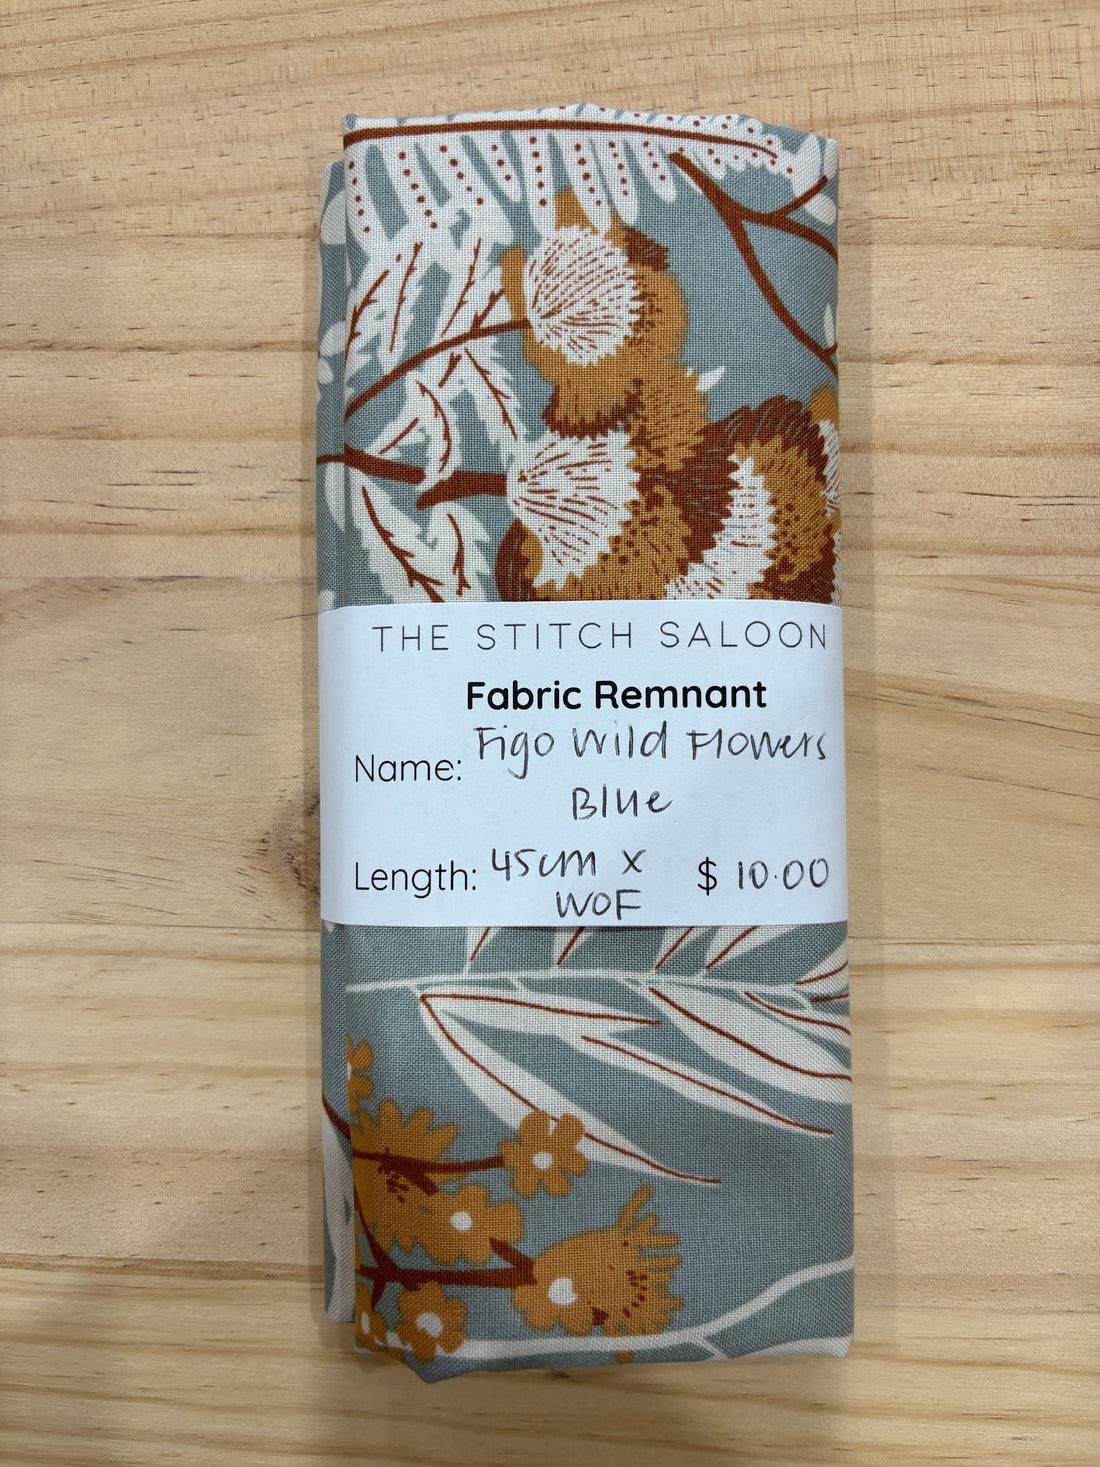 THE STITCH SALOON
Fabric Remnant
Name: Figo Wild Flowers
Blue
Length: 45cm x $ 10.00
WOF